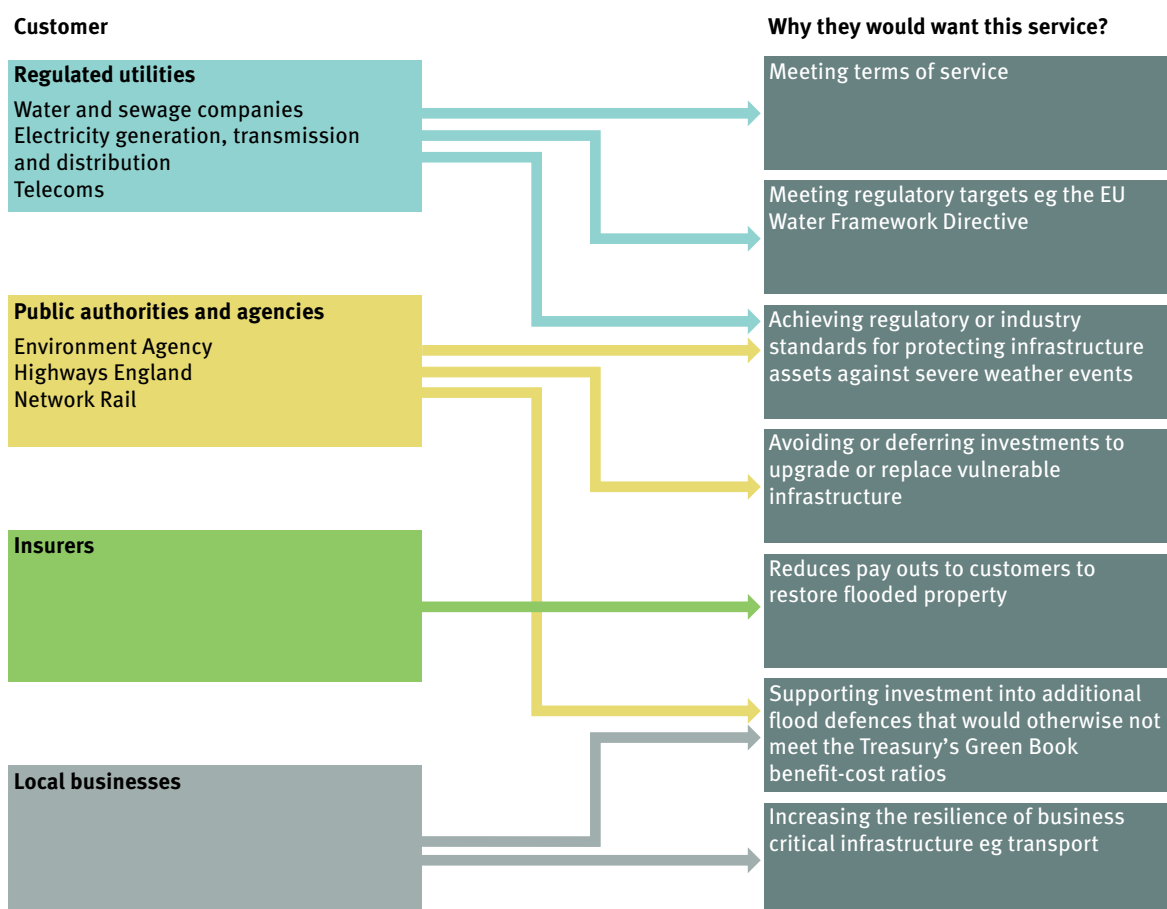 Customer
Why they would want this service?
Regulated utilities
Water and sewage companies
Electricity generation, transmission
and distribution
Telecoms
Public authorities and agencies
Environment Agency
Highways England
Network Rail
Insurers
Local businesses
Meeting terms of service
Meeting regulatory targets eg the EU
Water Framework Directive
Achieving regulatory or industry
standards for protecting infrastructure
assets against severe weather events
Avoiding or deferring investments to
upgrade or replace vulnerable
infrastructure
Reduces pay outs to customers to
restore flooded property
Supporting investment into additional
flood defences that would otherwise not
meet the Treasury’s Green Book
benefit-cost ratios
Increasing the resilience of business
critical infrastructure eg transport